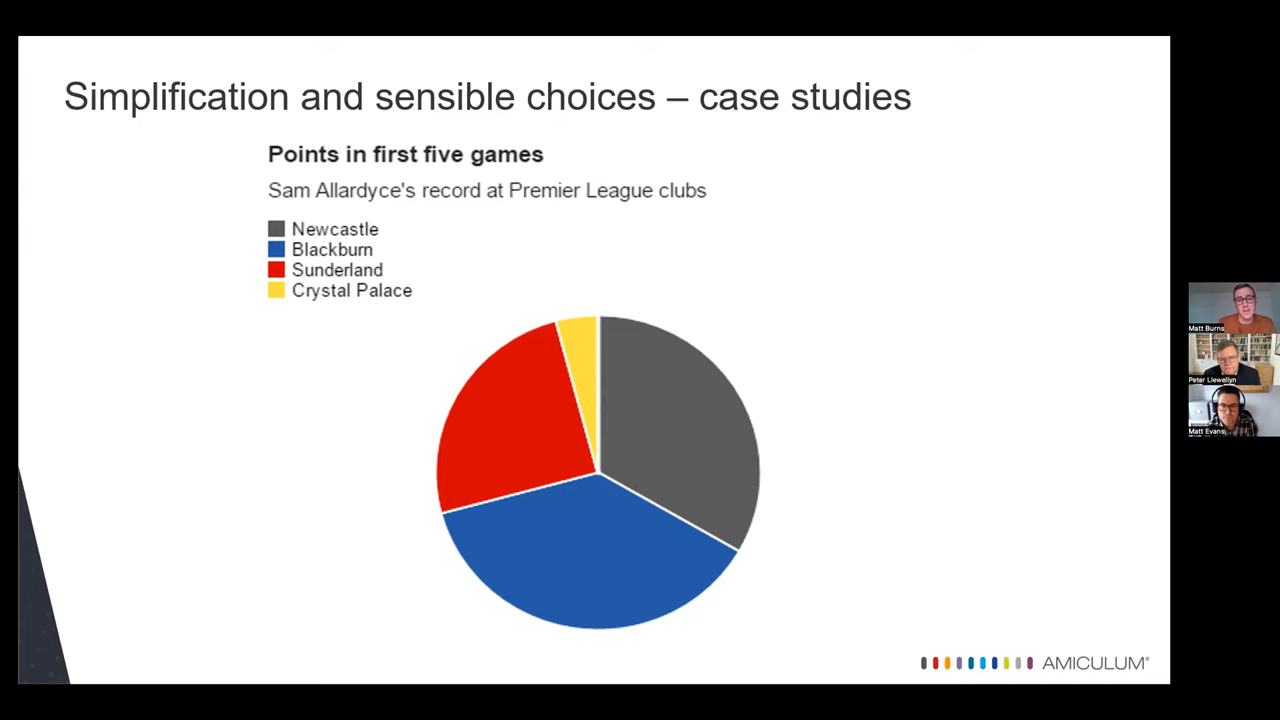 Simplification and sensible choices – case studies
Points in first five games
Sam Allardyce's record at Premier League clubs
Newcastle
Blackburn
Sunderland
Crystal Palace
Matt Burns
Peter Llewellyn
Matt Evans
AMICULUM®